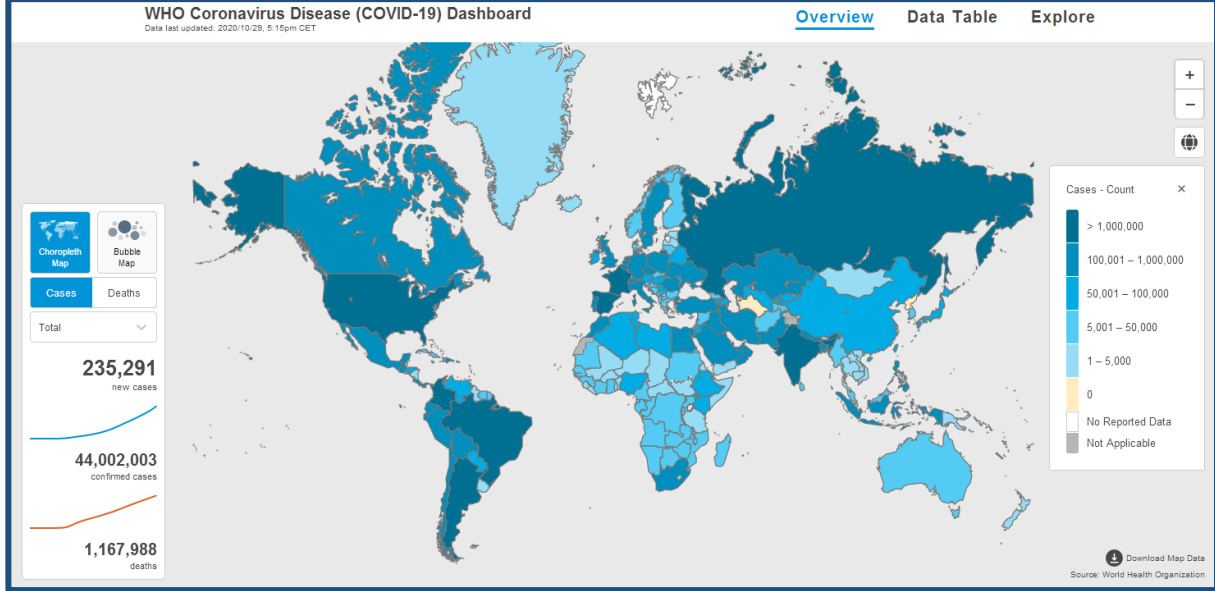 WHO Coronavirus Disease (COVID-19) Dashboard
Data last updated: 2020/10/29, 5:15pm CET
Overview
Data Table
Explore
+
−
Choropleth
Map
Bubble
Map
Cases
Deaths
Total
235,291
new cases
44,002,003
confirmed cases
1,167,988
deaths
Cases - Count ×
> 1,000,000
100,001 – 1,000,000
50,001 – 100,000
5,001 – 50,000
1 – 5,000
0
No Reported Data
Not Applicable
Download Map Data
Source: World Health Organization